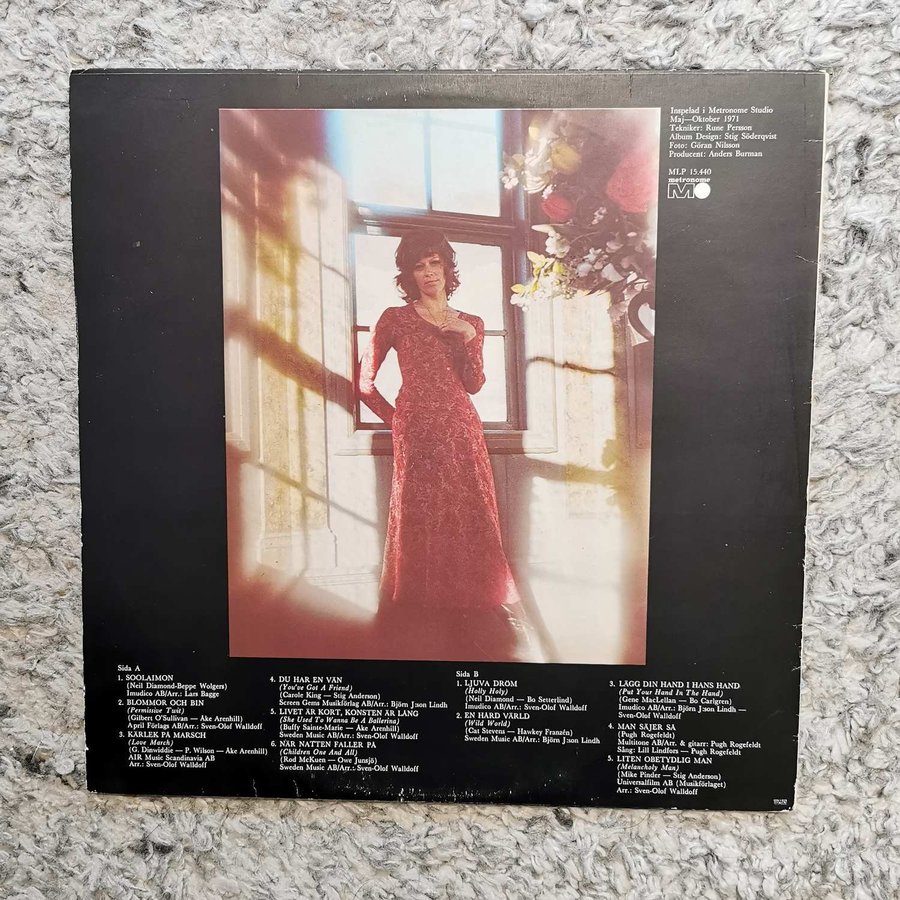 Inspelad i Metronome Studio
Maj—Oktober 1971
Tekniker: Rune Persson
Album Design: Stig Söderqvist
Foto: Göran Nilsson
Producent: Anders Burman
MLP 15.440
metronome
Sida A
1. SOOLAIMON
(Neil Diamond-Beppe Wolgers)
Imudico AB/Arr.: Lars Bagge
2. BLOMMOR OCH BIN
(Permissive Twit)
(Gilbert O'Sullivan — Åke Arenhill)
April Förlags AB/Arr.: Sven-Olof Walldoff
3. KÄRLEK PÅ MARSCH
(Love March)
(G. Dinwiddie — P. Wilson — Åke Arenhill)
AIR Music Scandinavia AB
Arr.: Sven-Olof Walldoff
4. DU HAR EN VÄN
(You've Got A Friend)
(Carole King — Stig Anderson)
Screen Gems Musikförlag AB/Arr.: Björn J:son Lindh
5. LIVET ÄR KORT, KONSTEN ÄR LÅNG
(She Used To Wanna Be A Ballerina)
(Buffy Sainte-Marie — Åke Arenhill)
Sweden Music AB/Arr.: Sven-Olof Walldoff
6. NÄR NATTEN FALLER PÅ
(Children One And All)
(Rod McKuen — Owe Junsjö)
Sweden Music AB/Arr.: Sven-Olof Walldoff
Sida B
1. LJUVA DRÖM
(Holly Holy)
(Neil Diamond — Bo Setterlind)
Imudico AB/Arr.: Sven-Olof Walldoff
2. EN HÅRD VÄRLD
(Wild World)
(Cat Stevens — Hawkey Franzén)
Sweden Music AB/Arr.: Björn J:son Lindh
3. LÄGG DIN HAND I HANS HAND
(Put Your Hand In The Hand)
(Gene MacLellan — Bo Carlgren)
Imudico AB/Arr.: Björn J:son Lindh —
Sven-Olof Walldoff
4. MAN SÄJER SÅ
(Pugh Rogefeldt)
Multitone AB/Arr. & gitarr: Pugh Rogefeldt
Sång: Lill Lindfors — Pugh Rogefeldt
5. LITEN OBETYDLIG MAN
(Melancholy Man)
(Mike Pinder — Stig Anderson)
Universalfilm AB (Musikförlaget)
Arr.: Sven-Olof Walldoff